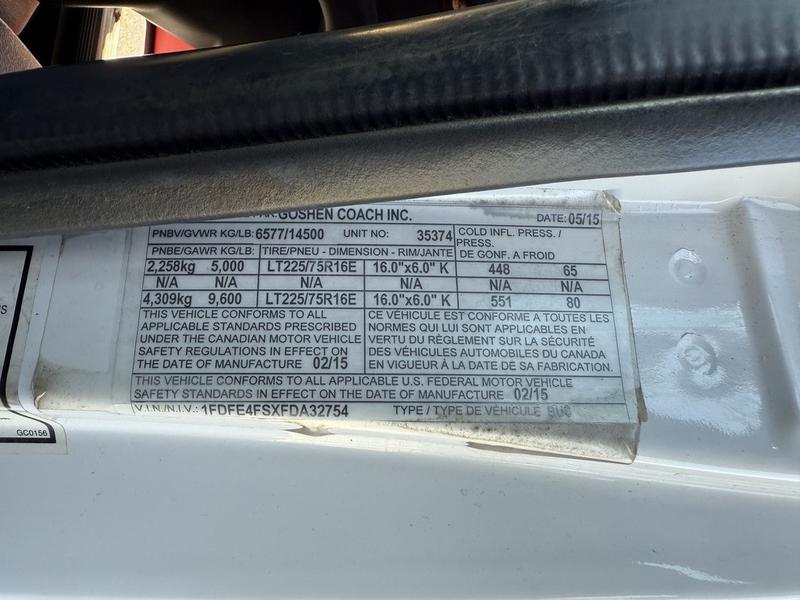 GOSHEN COACH INC. DATE: 05/15
PNBV/GVWR KG/LB: 6577/14500 UNIT NO: 35374 COLD INFL. PRESS. /
PRESS.
PNBE/GAWR KG/LB: TIRE/PNEU - DIMENSION - RIM/JANTE DE GONF. A FROID
2,258kg 5,000 LT225/75R16E 16.0"x6.0" K 448 65
N/A N/A N/A N/A N/A N/A
4,309kg 9,600 LT225/75R16E 16.0"x6.0" K 551 80
THIS VEHICLE CONFORMS TO ALL
APPLICABLE STANDARDS PRESCRIBED
UNDER THE CANADIAN MOTOR VEHICLE
SAFETY REGULATIONS IN EFFECT ON
THE DATE OF MANUFACTURE 02/15
CE VÉHICULE EST CONFORME A TOUTES LES
NORMES QUI LUI SONT APPLICABLES EN
VERTU DU RÈGLEMENT SUR LA SÉCURITÉ
DES VÉHICULES AUTOMOBILES DU CANADA
EN VIGUEUR À LA DATE DE SA FABRICATION.
THIS VEHICLE CONFORMS TO ALL APPLICABLE U.S. FEDERAL MOTOR VEHICLE
SAFETY STANDARDS IN EFFECT ON THE DATE OF MANUFACTURE 02/15
V.I.N./N.I.V.: 1FDFE4FSXFDA32754 TYPE / TYPE DE VÉHICULE BUS
GC0156